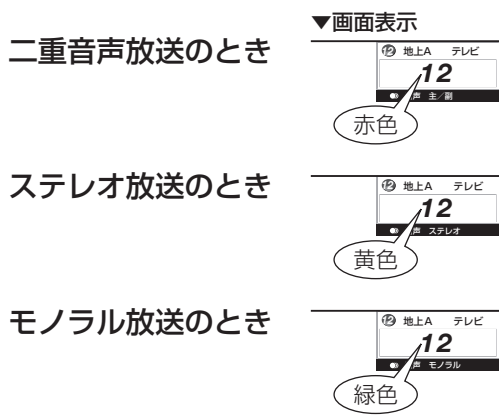 ▼画面表示
二重音声放送のとき
⑫ 地上A テレビ
12
声 主／副
赤色
ステレオ放送のとき
⑫ 地上A テレビ
12
声 ステレオ
黄色
モノラル放送のとき
⑫ 地上A テレビ
12
声 モノラル
緑色